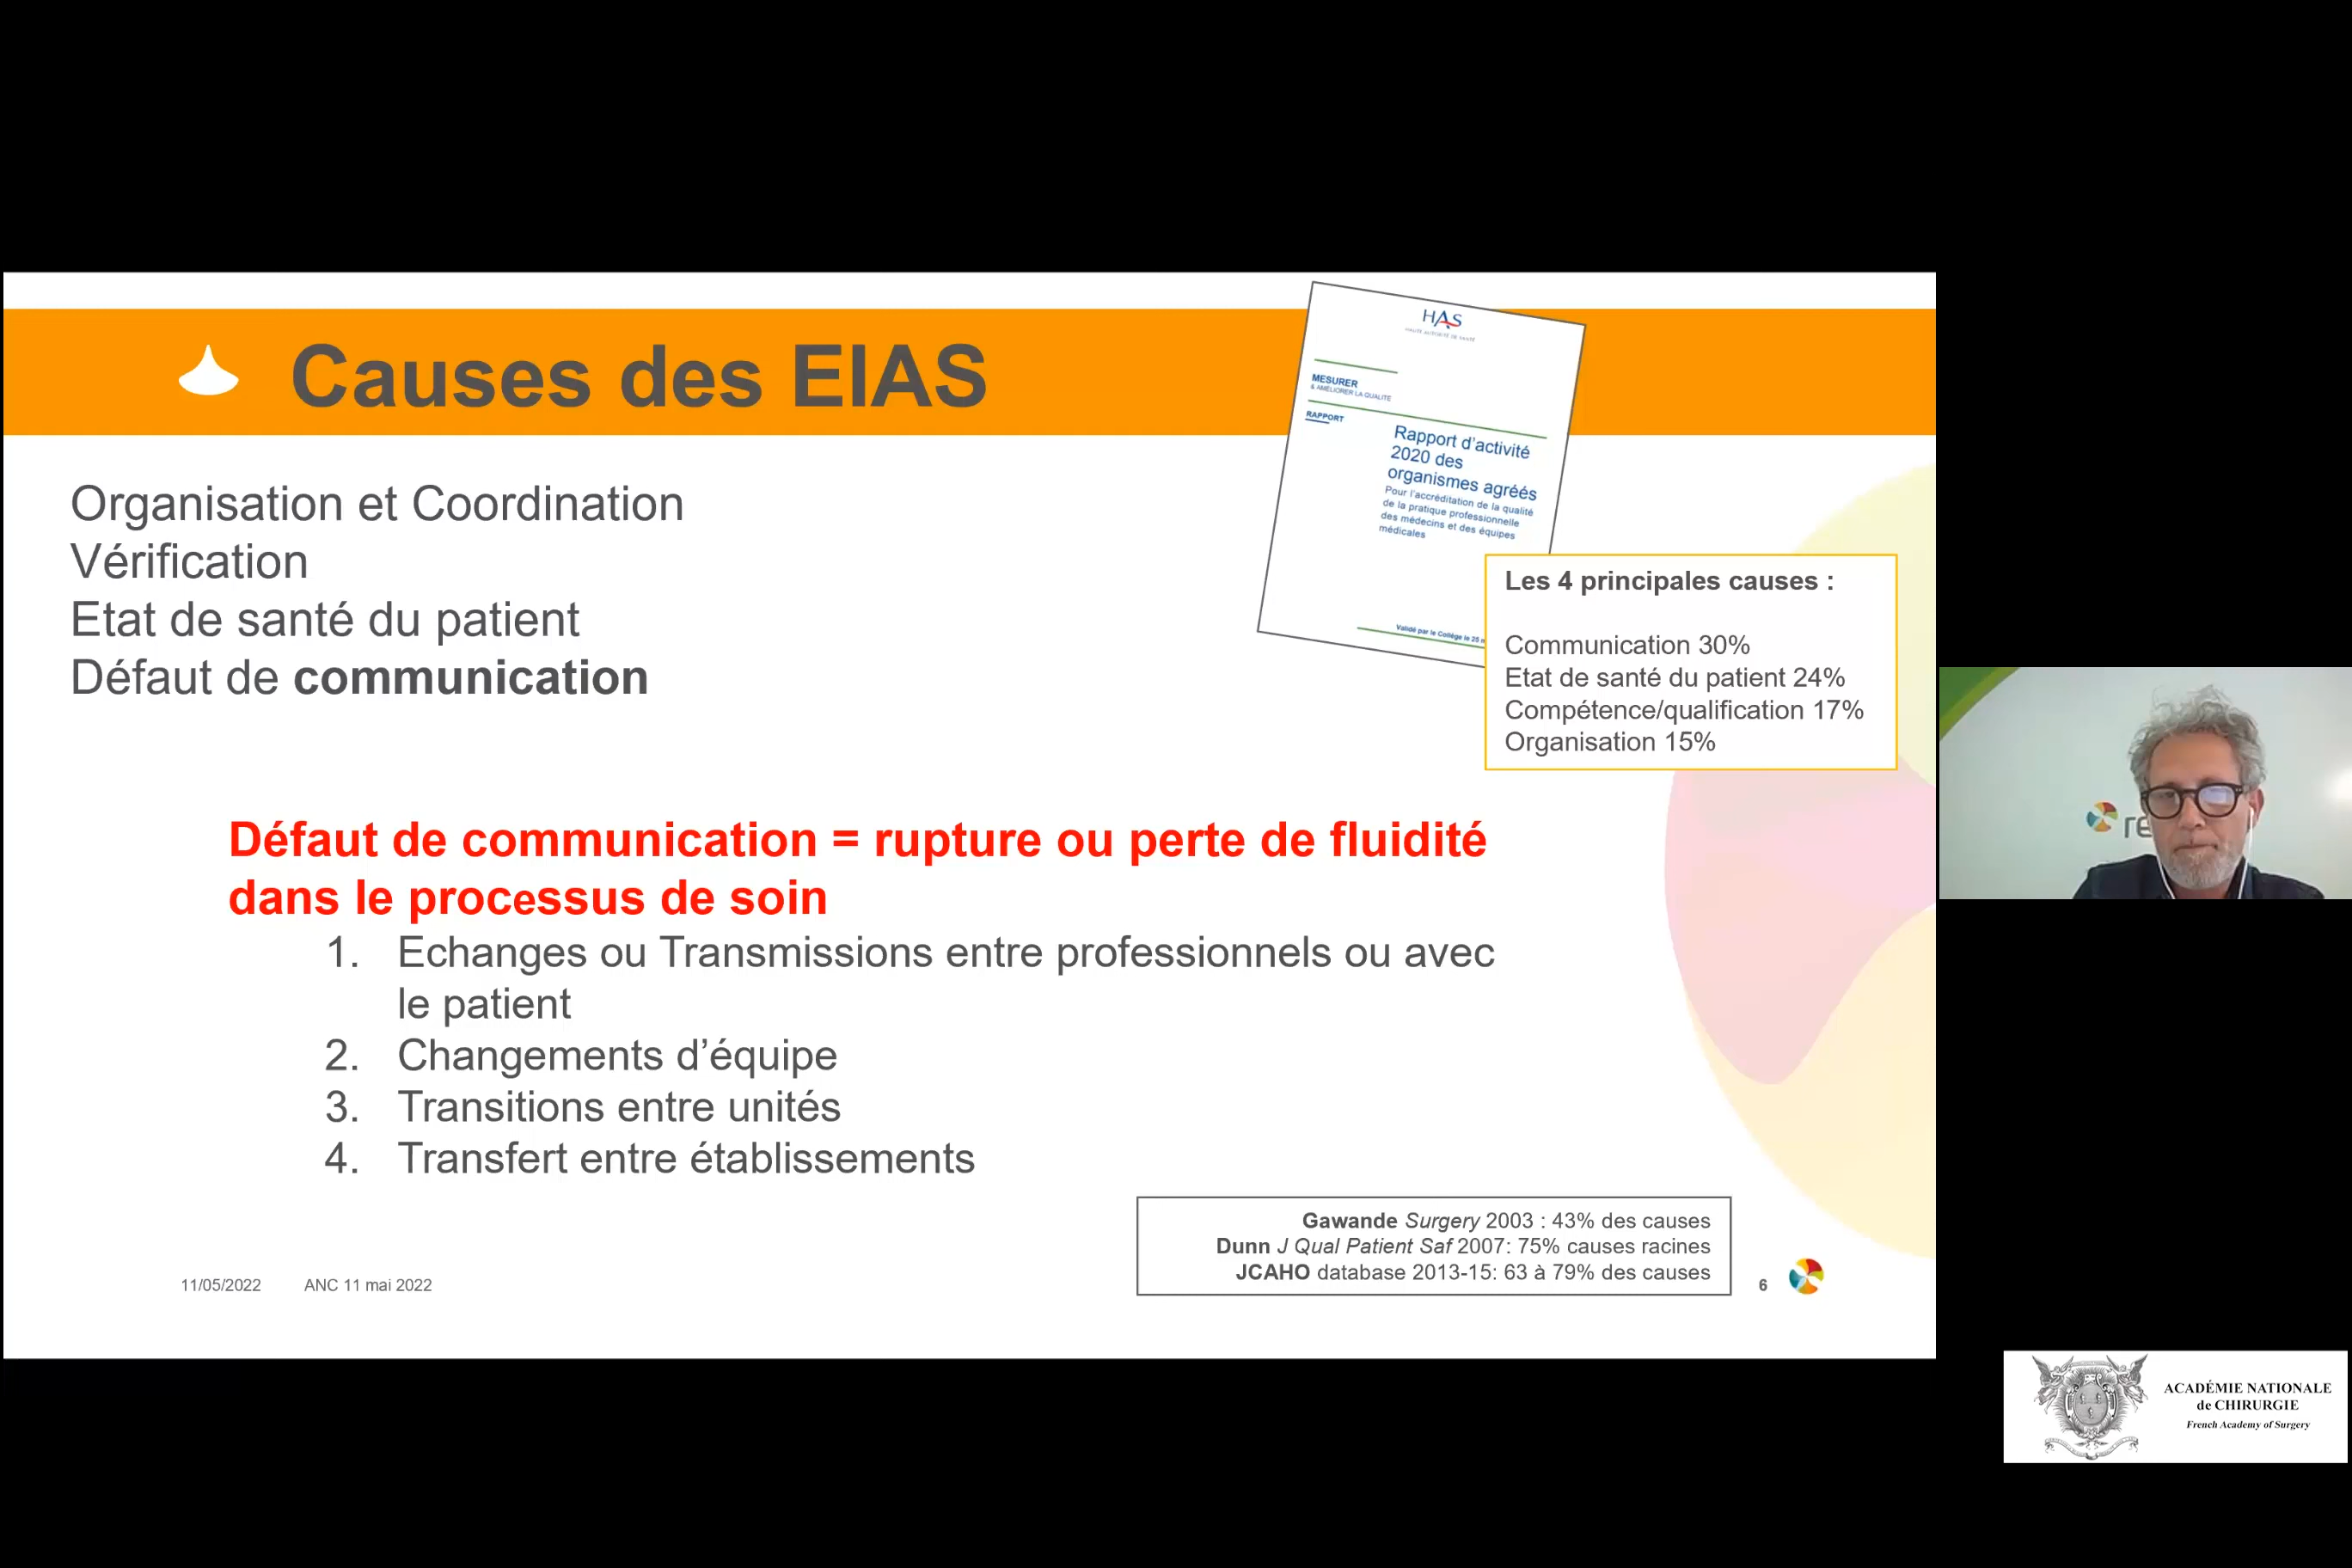 Causes des EIAS
HAS
HAUTE AUTORITÉ DE SANTÉ
MESURER
& AMÉLIORER LA QUALITÉ
RAPPORT
Rapport d’activité
2020 des
organismes agréés
Pour l’accréditation de la qualité
de la pratique professionnelle
des médecins et des équipes
médicales
Validé par le Collège le 25
Organisation et Coordination
Vérification
Etat de santé du patient
Défaut de communication
Les 4 principales causes :
Communication 30%
Etat de santé du patient 24%
Compétence/qualification 17%
Organisation 15%
Défaut de communication = rupture ou perte de fluidité
dans le processus de soin
1. Echanges ou Transmissions entre professionnels ou avec
le patient
2. Changements d’équipe
3. Transitions entre unités
4. Transfert entre établissements
Gawande Surgery 2003 : 43% des causes
Dunn J Qual Patient Saf 2007: 75% causes racines
JCAHO database 2013-15: 63 à 79% des causes
11/05/2022 ANC 11 mai 2022
6
ACADÉMIE NATIONALE
de CHIRURGIE
French Academy of Surgery